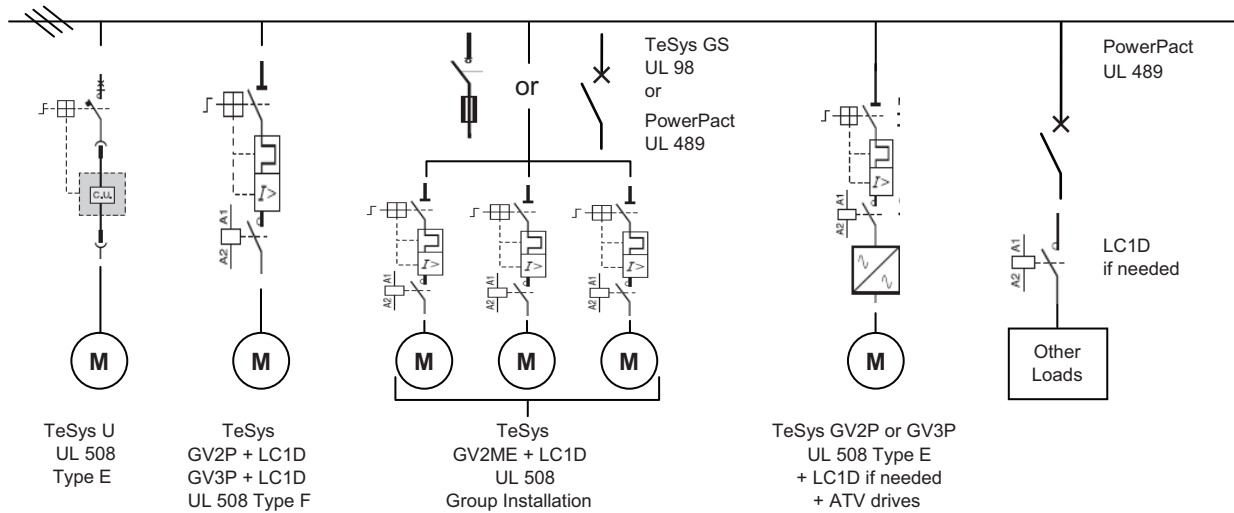 or
TeSys GS
UL 98
or
PowerPact
UL 489
PowerPact
UL 489
C.U.
I>
A1
A2
I>
A1
A2
I>
A1
A2
I>
A1
A2
I>
A1
A2
A1
A2
LC1D
if needed
M
M
M
M
M
M
Other
Loads
TeSys U
UL 508
Type E
TeSys
GV2P + LC1D
GV3P + LC1D
UL 508 Type F
TeSys
GV2ME + LC1D
UL 508
Group Installation
TeSys GV2P or GV3P
UL 508 Type E
+ LC1D if needed
+ ATV drives